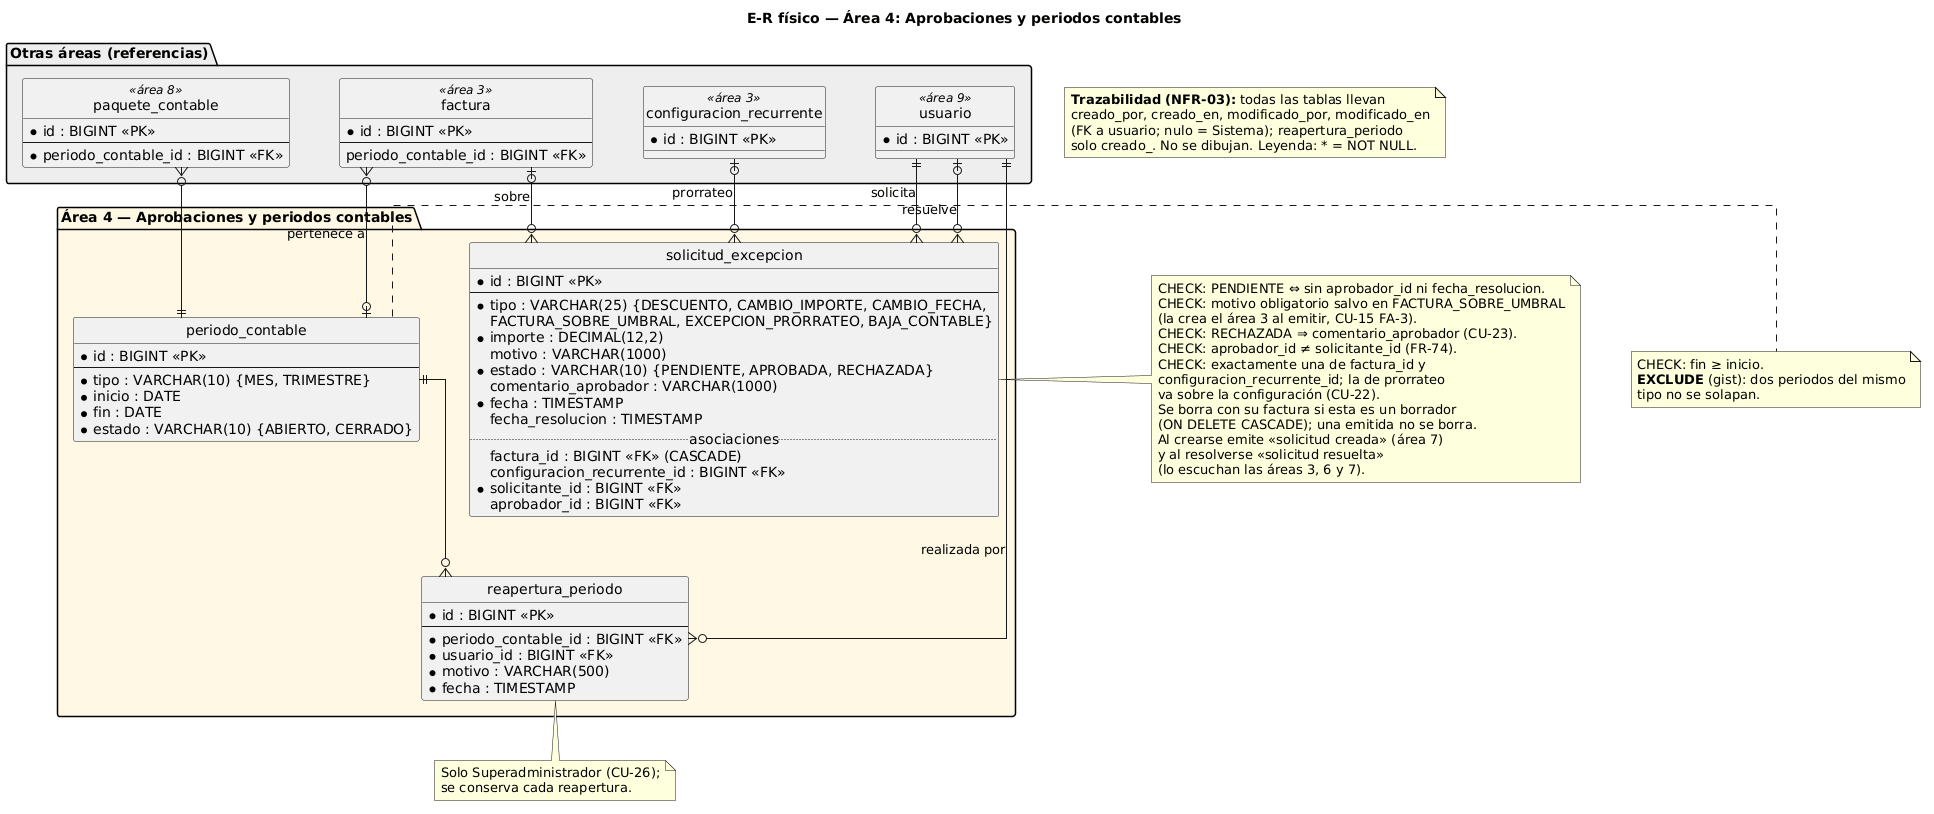 E-R físico — Área 4: Aprobaciones y periodos contables
Otras áreas (referencias)
«área 8»
paquete_contable
id : BIGINT «PK»
periodo_contable_id : BIGINT «FK»
«área 3»
factura
id : BIGINT «PK»
periodo_contable_id : BIGINT «FK»
«área 3»
configuracion_recurrente
id : BIGINT «PK»
«área 9»
usuario
id : BIGINT «PK»
Trazabilidad (NFR-03): todas las tablas llevan
creado_por, creado_en, modificado_por, modificado_en
(FK a usuario; nulo = Sistema); reapertura_periodo
solo creado_. No se dibujan. Leyenda: * = NOT NULL.
sobre
prorrateo
solicita
resuelve
pertenece a
Área 4 — Aprobaciones y periodos contables
solicitud_excepcion
id : BIGINT «PK»
tipo : VARCHAR(25) {DESCUENTO, CAMBIO_IMPORTE, CAMBIO_FECHA,
FACTURA_SOBRE_UMBRAL, EXCEPCION_PRORRATEO, BAJA_CONTABLE}
importe : DECIMAL(12,2)
motivo : VARCHAR(1000)
estado : VARCHAR(10) {PENDIENTE, APROBADA, RECHAZADA}
comentario_aprobador : VARCHAR(1000)
fecha : TIMESTAMP
fecha_resolucion : TIMESTAMP
asociaciones
factura_id : BIGINT «FK» (CASCADE)
configuracion_recurrente_id : BIGINT «FK»
solicitante_id : BIGINT «FK»
aprobador_id : BIGINT «FK»
periodo_contable
id : BIGINT «PK»
tipo : VARCHAR(10) {MES, TRIMESTRE}
inicio : DATE
fin : DATE
estado : VARCHAR(10) {ABIERTO, CERRADO}
CHECK: PENDIENTE ⇔ sin aprobador_id ni fecha_resolucion.
CHECK: motivo obligatorio salvo en FACTURA_SOBRE_UMBRAL
(la crea el área 3 al emitir, CU-15 FA-3).
CHECK: RECHAZADA ⇒ comentario_aprobador (CU-23).
CHECK: aprobador_id ≠ solicitante_id (FR-74).
CHECK: exactamente una de factura_id y
configuracion_recurrente_id; la de prorrateo
va sobre la configuración (CU-22).
Se borra con su factura si esta es un borrador
(ON DELETE CASCADE); una emitida no se borra.
Al crearse emite «solicitud creada» (área 7)
y al resolverse «solicitud resuelta»
(lo escuchan las áreas 3, 6 y 7).
CHECK: fin ≥ inicio.
EXCLUDE (gist): dos periodos del mismo
tipo no se solapan.
realizada por
reapertura_periodo
id : BIGINT «PK»
periodo_contable_id : BIGINT «FK»
usuario_id : BIGINT «FK»
motivo : VARCHAR(500)
fecha : TIMESTAMP
Solo Superadministrador (CU-26);
se conserva cada reapertura.